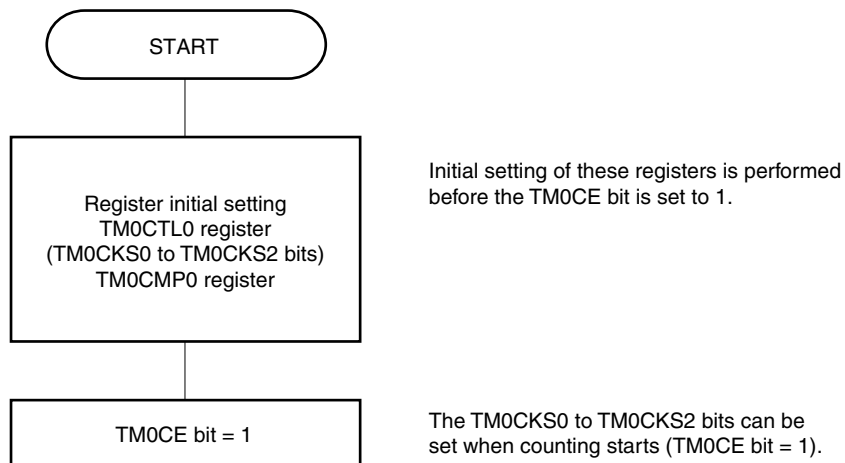 START
Register initial setting
TM0CTL0 register
(TM0CKS0 to TM0CKS2 bits)
TM0CMP0 register
Initial setting of these registers is performed
before the TM0CE bit is set to 1.
TM0CE bit = 1
The TM0CKS0 to TM0CKS2 bits can be
set when counting starts (TM0CE bit = 1).